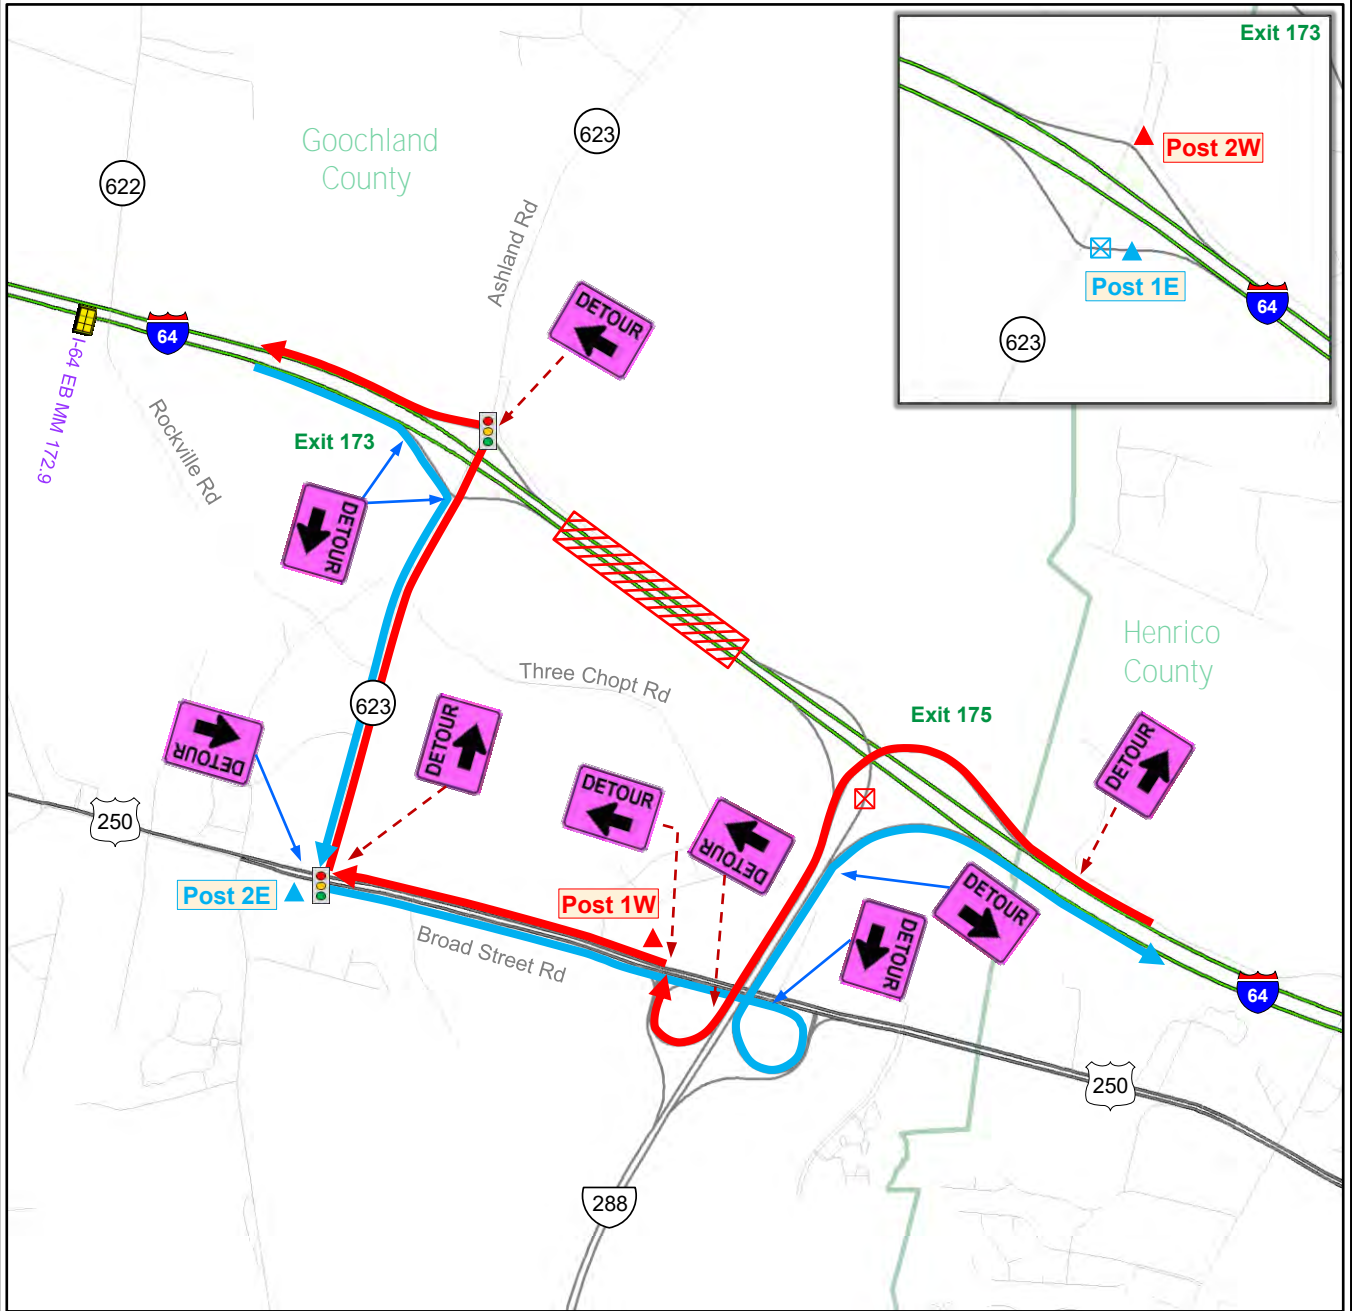 Exit 173
Goochland
County
623
622
Post 2W
Post 1E
64
623
Ashland Rd
DETOUR
64
I-64 EB MM 172.9
Rockville Rd
Exit 173
DETOUR
Henrico
County
Three Chopt Rd
623
Exit 175
DETOUR
DETOUR
DETOUR
DETOUR
DETOUR
250
Post 2E
Post 1W
DETOUR
DETOUR
Broad Street Rd
64
250
288